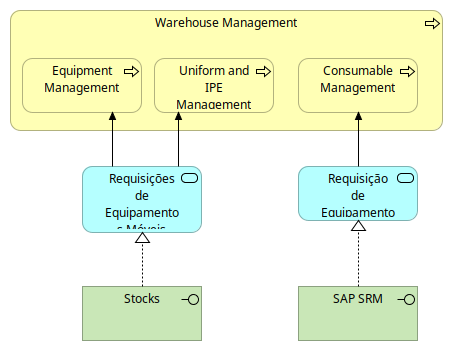 Warehouse Management
Equipment
Management
Uniform and
IPE
Management
Consumable
Management
Requisições
de
Equipamento
s Móveis
Requisição
de
Equipamento
Stocks
SAP SRM